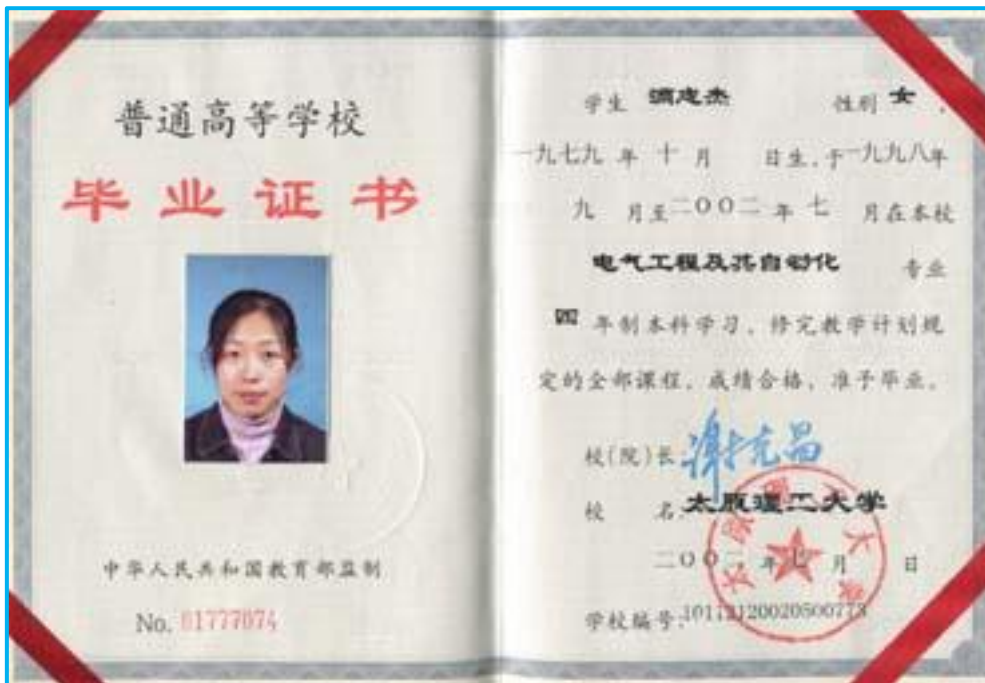 普通高等学校
毕业证书
中华人民共和国教育部监制
No. 01777074
学生 志杰 性别 女，
一九七九 年 十 月 日生，于一九九八年
九 月至二〇〇二 年 七 月在本校
电气工程及其自动化 专业
四 年制本科学习，修完教学计划规
定的全部课程，成绩合格，准予毕业。
校(院)长 谢克昌
校 名：太原理工大学
二〇〇二 年 七 月 日
学校编号：